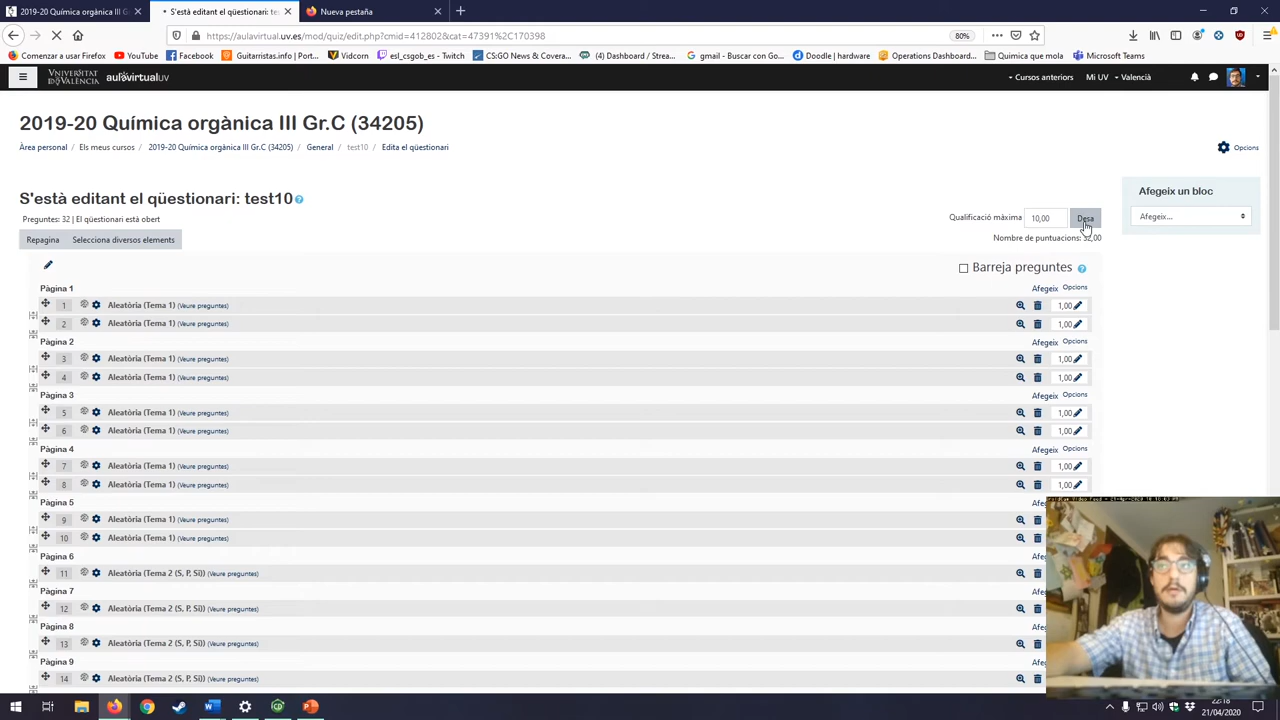 2019-20 Química orgànica III Gr.C
S'està editant el qüestionari: te
Nueva pestaña
https://aulavirtual.uv.es/mod/quiz/edit.php?cmid=412802&cat=47391%2C170398
80%
Comenzar a usar Firefox
YouTube
Facebook
Guitarristas.info | Port...
Vidcorn
esl_csgob_es - Twitch
CS:GO News & Covera...
(4) Dashboard / Strea...
gmail - Buscar con Go...
Doodle | hardware
Operations Dashboard...
Quimica que mola
Microsoft Teams
VNIVERSITAT
DE VALÈNCIA
aulavirtualUV
Cursos anteriors
Mi UV
Valencià
2019-20 Química orgànica III Gr.C (34205)
Àrea personal / Els meus cursos / 2019-20 Química orgànica III Gr.C (34205) / General / test10 / Edita el qüestionari
Opcions
S'està editant el qüestionari: test10
Afegeix un bloc
Afegeix...
Preguntes: 32 | El qüestionari està obert
Qualificació màxima 10,00 Desa
Nombre de puntuacions: 32,00
Repagina Selecciona diversos elements
Barreja preguntes
Pàgina 1
Afegeix Opcions
1 Aleatòria (Tema 1) (Veure preguntes) 1,00
2 Aleatòria (Tema 1) (Veure preguntes) 1,00
Pàgina 2
Afegeix Opcions
3 Aleatòria (Tema 1) (Veure preguntes) 1,00
4 Aleatòria (Tema 1) (Veure preguntes) 1,00
Pàgina 3
Afegeix Opcions
5 Aleatòria (Tema 1) (Veure preguntes) 1,00
6 Aleatòria (Tema 1) (Veure preguntes) 1,00
Pàgina 4
Afegeix Opcions
7 Aleatòria (Tema 1) (Veure preguntes) 1,00
8 Aleatòria (Tema 1) (Veure preguntes) 1,00
Pàgina 5
Afeg
9 Aleatòria (Tema 1) (Veure preguntes)
10 Aleatòria (Tema 1) (Veure preguntes)
Pàgina 6
Afeg
11 Aleatòria (Tema 2 (S, P, Si)) (Veure preguntes)
Pàgina 7
Afeg
12 Aleatòria (Tema 2 (S, P, Si)) (Veure preguntes)
Pàgina 8
Afeg
13 Aleatòria (Tema 2 (S, P, Si)) (Veure preguntes)
Pàgina 9
Afeg
14 Aleatòria (Tema 2 (S, P, Si)) (Veure preguntes)
22:18
21/04/2020